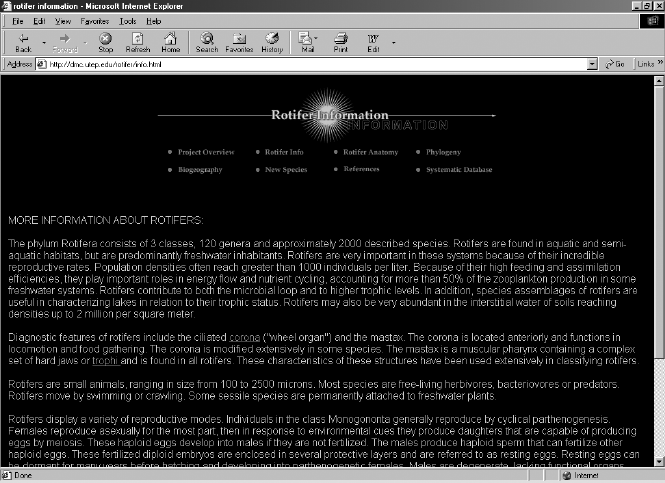 rotifer information - Microsoft Internet Explorer
File Edit View Favorites Tools Help
Back Forward Stop Refresh Home Search Favorites History Mail Print Edit
Address http://dmc.utep.edu/rotifer/info.html Go Links »
Rotifer Information
INFORMATION
Project Overview Rotifer Info Rotifer Anatomy Phylogeny
Biogeography New Species References Systematic Database
MORE INFORMATION ABOUT ROTIFERS:
The phylum Rotifera consists of 3 classes, 120 genera and approximately 2000 described species. Rotifers are found in aquatic and semi-
aquatic habitats, but are predominantly freshwater inhabitants. Rotifers are very important in these systems because of their incredible
reproductive rates. Population densities often reach greater than 1000 individuals per liter. Because of their high feeding and assimilation
efficiencies, they play important roles in energy flow and nutrient cycling, accounting for more than 50% of the zooplankton production in some
freshwater systems. Rotifers contribute to both the microbial loop and to higher trophic levels. In addition, species assemblages of rotifers are
useful in characterizing lakes in relation to their trophic status. Rotifers may also be very abundant in the interstitial water of soils reaching
densities up to 2 million per square meter.
Diagnostic features of rotifers include the ciliated corona ("wheel organ") and the mastax. The corona is located anteriorly and functions in
locomotion and food gathering. The corona is modified extensively in some species. The mastax is a muscular pharynx containing a complex
set of hard jaws or trophi and is found in all rotifers. These characteristics of these structures have been used extensively in classifying rotifers.
Rotifers are small animals, ranging in size from 100 to 2500 microns. Most species are free-living herbivores, bacteriovores or predators.
Rotifers move by swimming or crawling. Some sessile species are permanently attached to freshwater plants.
Rotifers display a variety of reproductive modes. Individuals in the class Monogononta generally reproduce by cyclical parthenogenesis.
Females reproduce asexually for the most part, then in response to environmental cues they produce daughters that are capable of producing
eggs by meiosis. These haploid eggs develop into males if they are not fertilized. The males produce haploid sperm that can fertilize other
haploid eggs. These fertilized diploid embryos are enclosed in several protective layers and are referred to as resting eggs. Resting eggs can
be dormant for many years before hatching and developing into parthenogenetic females. Males are degenerate, lacking functional organs
Done Internet